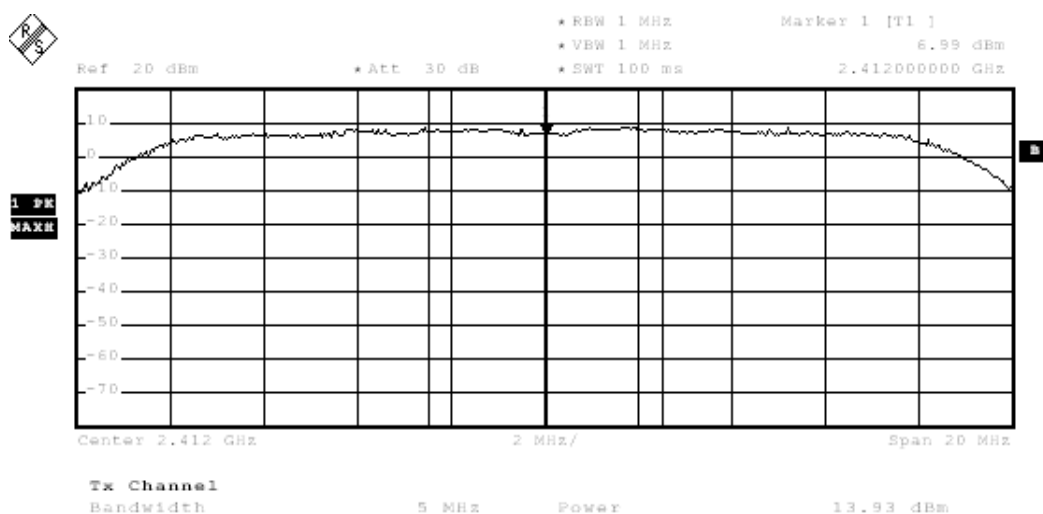 R&S
* RBW 1 MHz Marker 1 [T1 ]
* VBW 1 MHz 6.99 dBm
Ref 20 dBm * Att 30 dB * SWT 100 ms 2.412000000 GHz
10
0
B
-10
1 PK
MAXH
-20
-30
-40
-50
-60
-70
Center 2.412 GHz 2 MHz/ Span 20 MHz
Tx Channel
Bandwidth 5 MHz Power 13.93 dBm